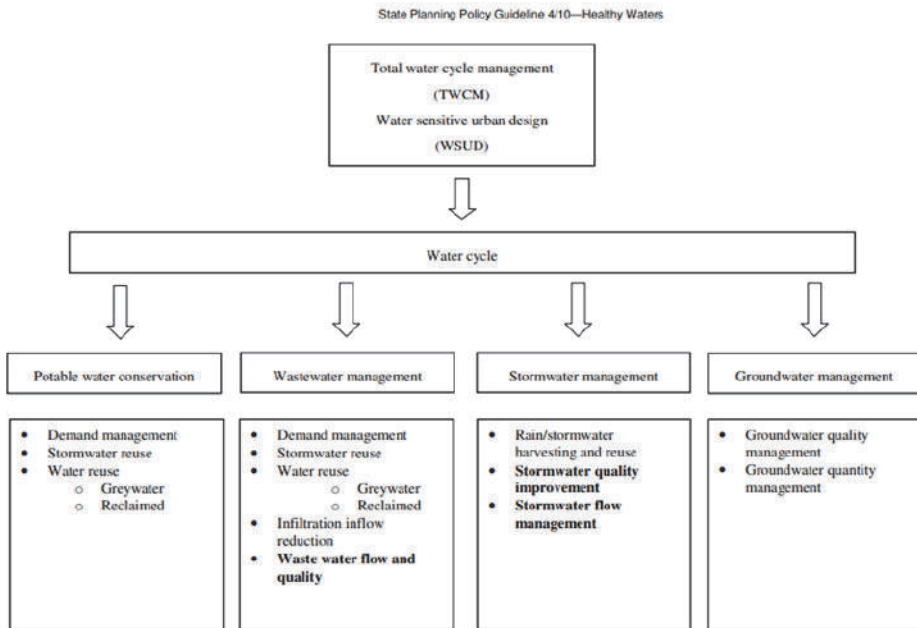 State Planning Policy Guideline 4/10—Healthy Waters
Total water cycle management
(TWCM)
Water sensitive urban design
(WSUD)
Water cycle
Potable water conservation
Wastewater management
Stormwater management
Groundwater management
• Demand management
• Stormwater reuse
• Water reuse
o Greywater
o Reclaimed
• Demand management
• Stormwater reuse
• Water reuse
o Greywater
o Reclaimed
• Infiltration inflow
reduction
• Waste water flow and
quality
• Rain/stormwater
harvesting and reuse
• Stormwater quality
improvement
• Stormwater flow
management
• Groundwater quality
management
• Groundwater quantity
management